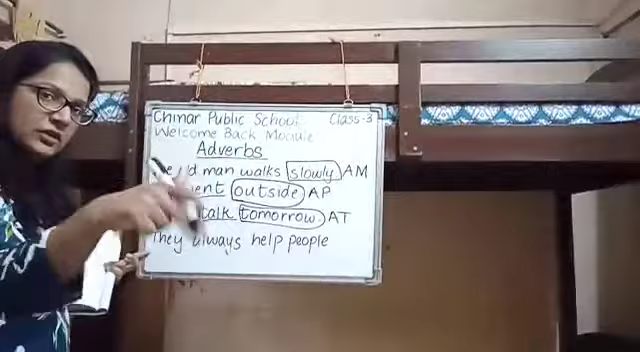 Chinar Public School Class-3
Welcome Back Module
Adverbs
man walks slowly AM
outside AP
talk tomorrow. AT
They always help people